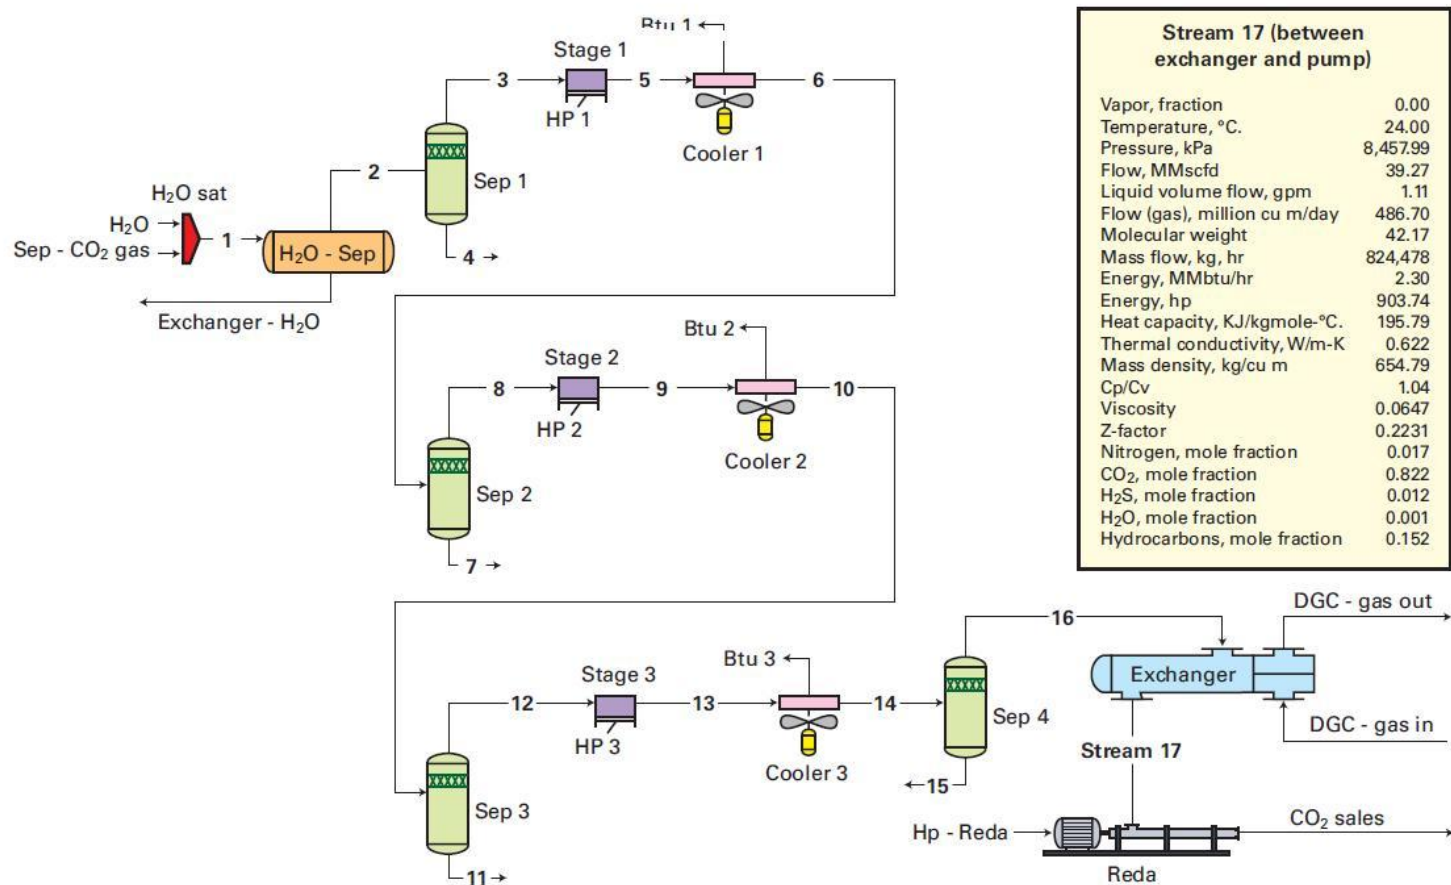 Btu 1
Stage 1
3
5
6
HP 1
Cooler 1
2
Sep 1
H₂O sat
H₂O
Sep - CO₂ gas
1
H₂O - Sep
4
Exchanger - H₂O
Stream 17 (between
exchanger and pump)
Vapor, fraction 0.00
Temperature, °C. 24.00
Pressure, kPa 8,457.99
Flow, MMscfd 39.27
Liquid volume flow, gpm 1.11
Flow (gas), million cu m/day 486.70
Molecular weight 42.17
Mass flow, kg, hr 824,478
Energy, MMbtu/hr 2.30
Energy, hp 903.74
Heat capacity, KJ/kgmole-°C. 195.79
Thermal conductivity, W/m-K 0.622
Mass density, kg/cu m 654.79
Cp/Cv 1.04
Viscosity 0.0647
Z-factor 0.2231
Nitrogen, mole fraction 0.017
CO₂, mole fraction 0.822
H₂S, mole fraction 0.012
H₂O, mole fraction 0.001
Hydrocarbons, mole fraction 0.152
Btu 2
Stage 2
8
9
10
HP 2
Cooler 2
Sep 2
7
Btu 3
Stage 3
12
13
14
HP 3
Cooler 3
Sep 3
11
16
Sep 4
15
DGC - gas out
Exchanger
DGC - gas in
Stream 17
Hp - Reda
CO₂ sales
Reda